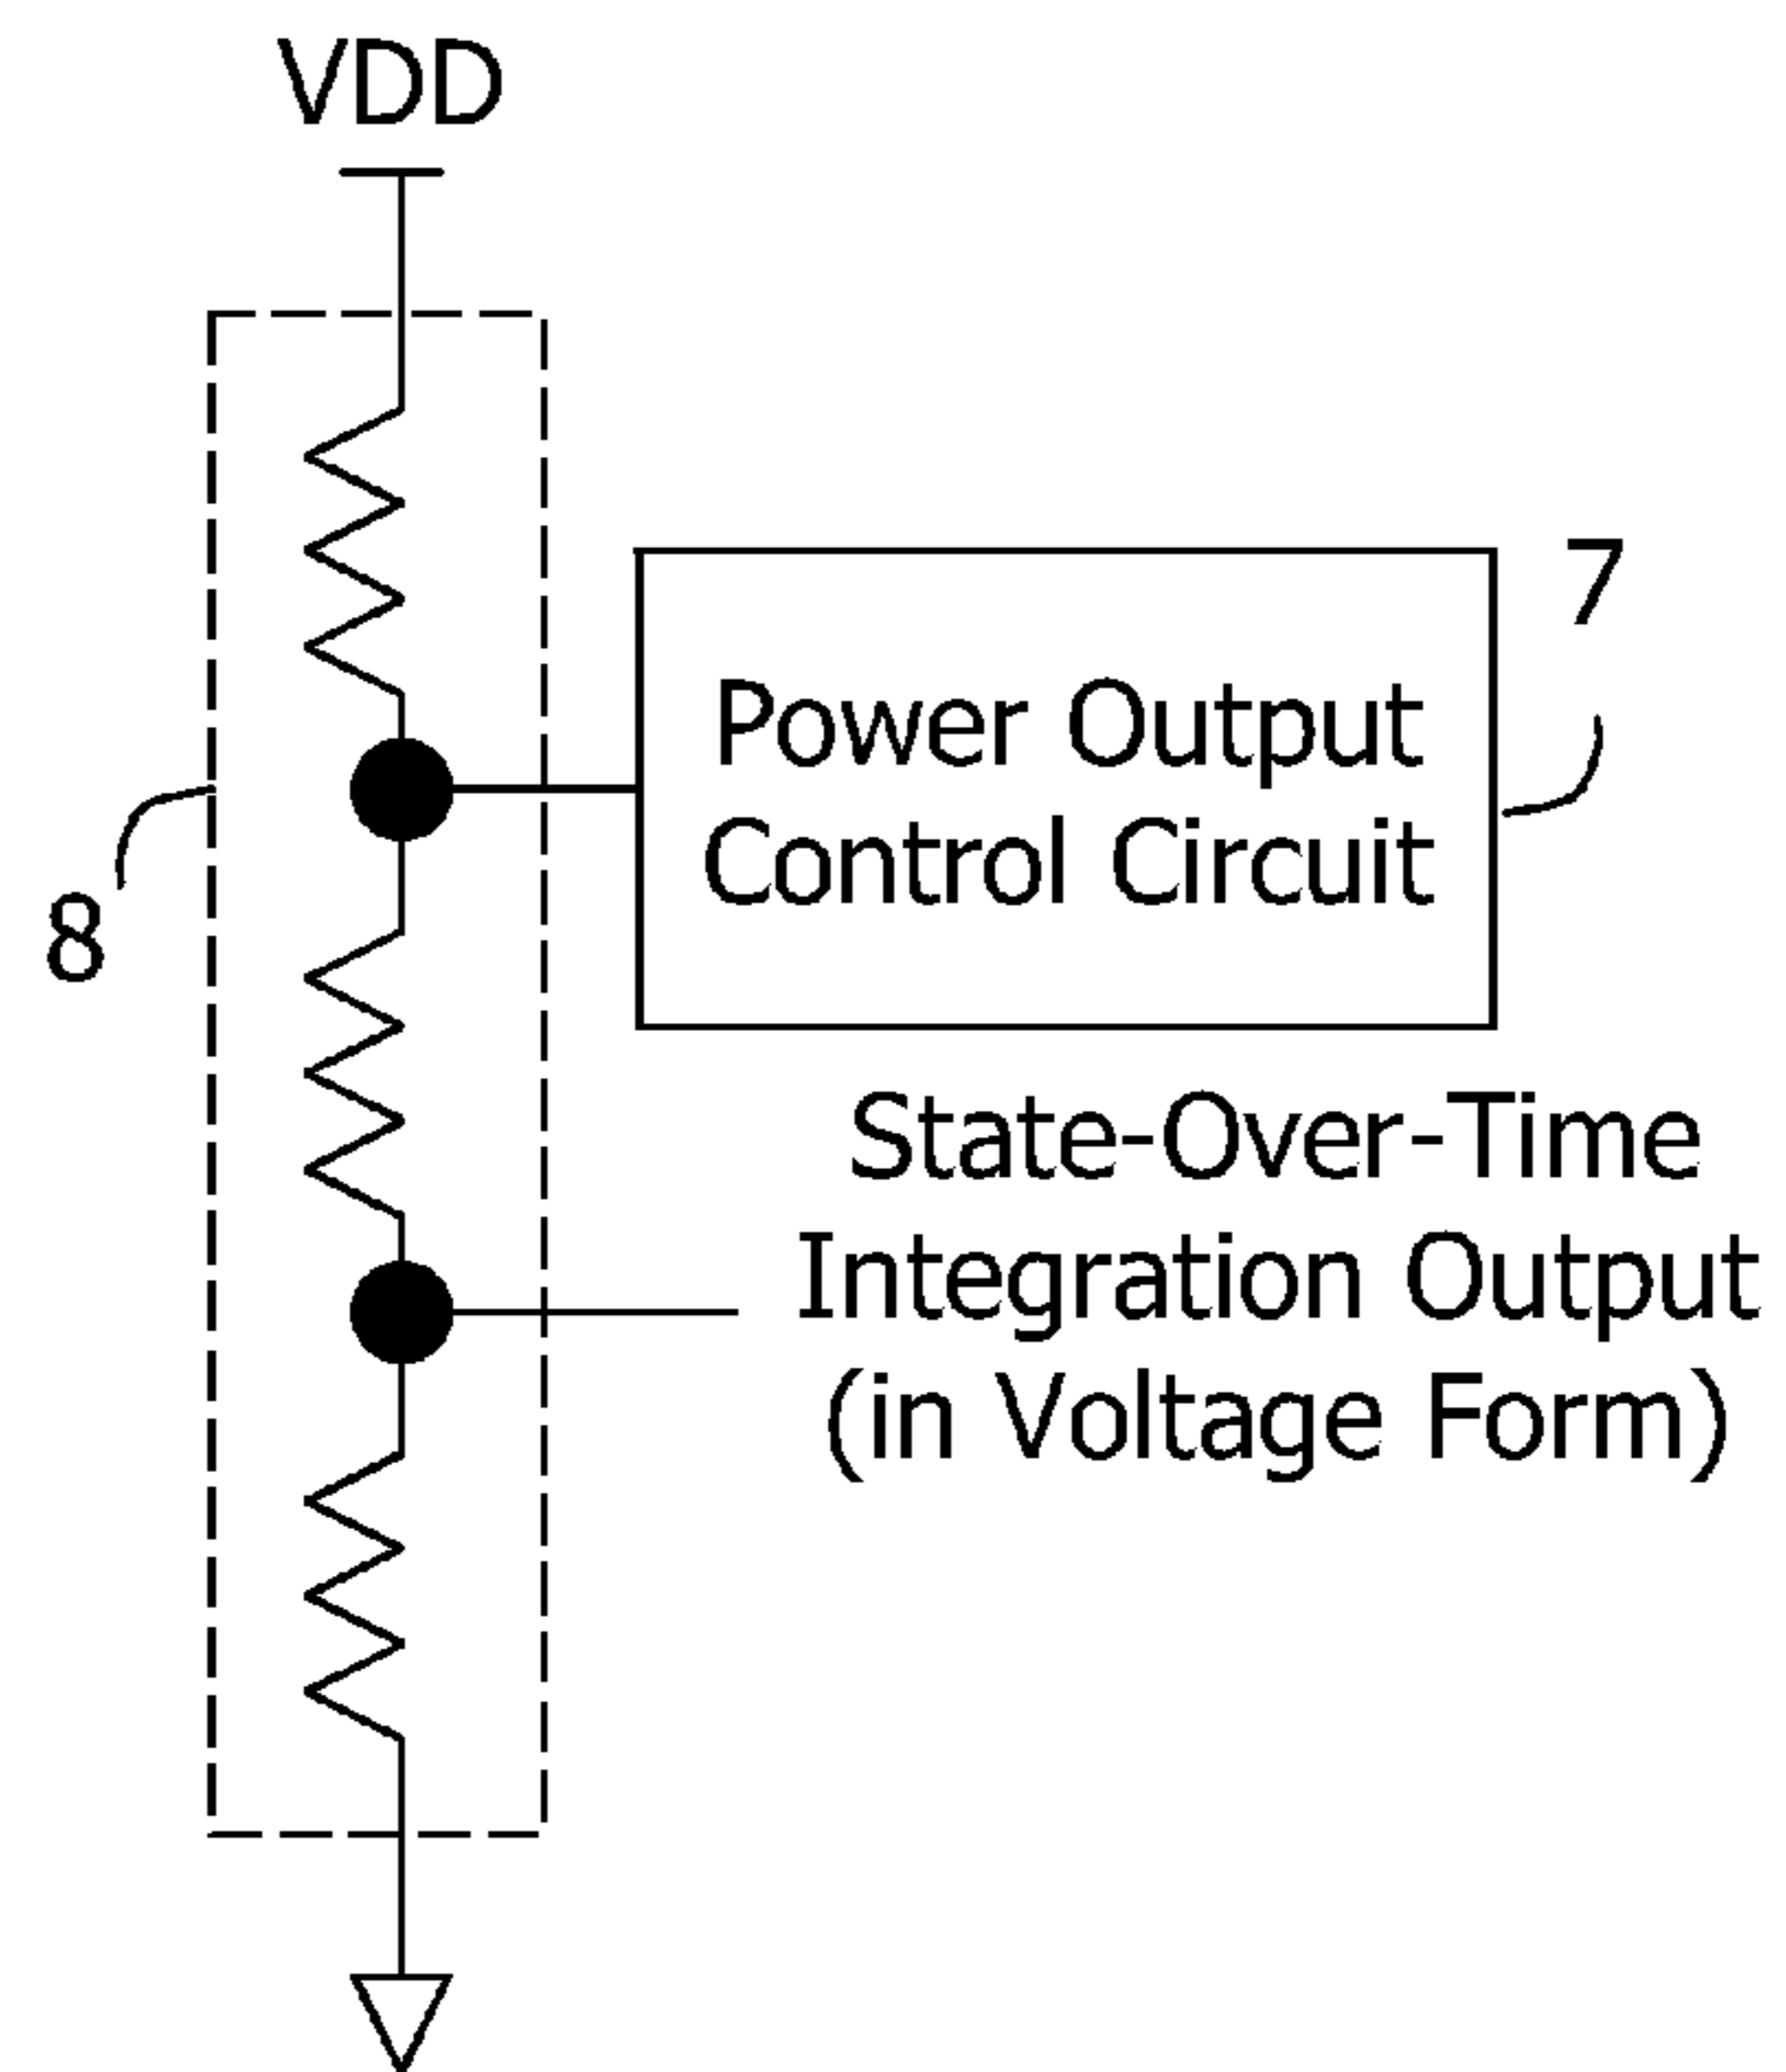 VDD
7
Power Output
Control Circuit
8
State-Over-Time
Integration Output
(in Voltage Form)